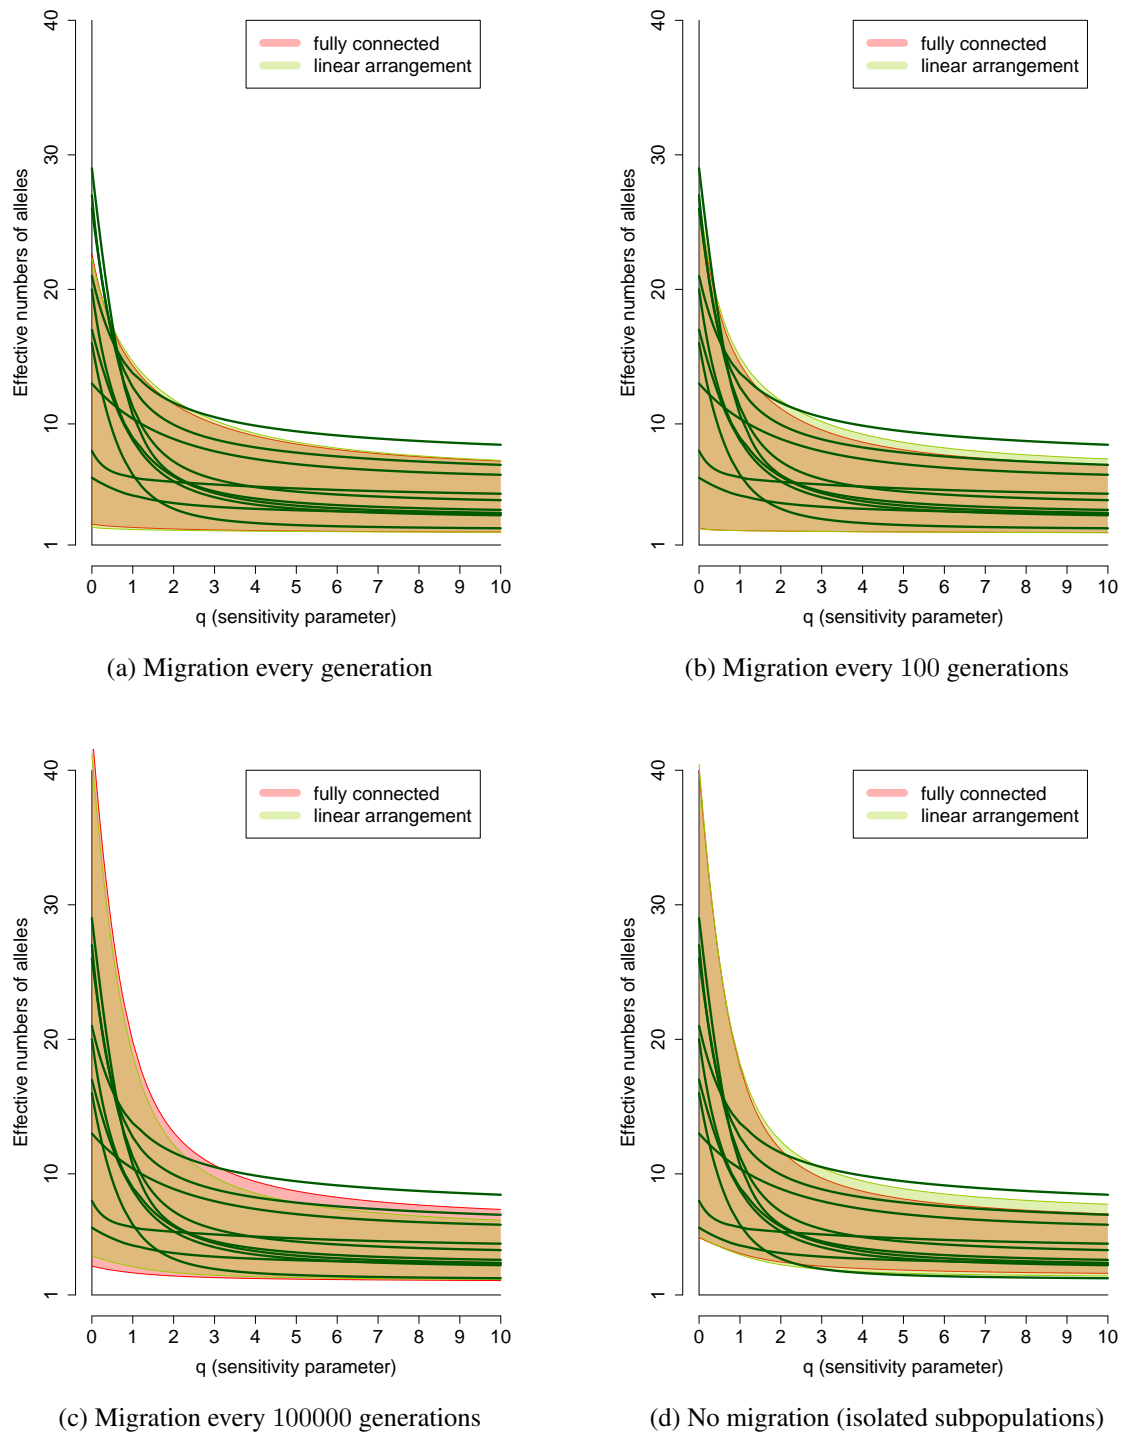 40
30
20
10
1
Effective numbers of alleles
fully connected
linear arrangement
0 1 2 3 4 5 6 7 8 9 10
q (sensitivity parameter)
(a) Migration every generation
40
30
20
10
1
Effective numbers of alleles
fully connected
linear arrangement
0 1 2 3 4 5 6 7 8 9 10
q (sensitivity parameter)
(b) Migration every 100 generations
40
30
20
10
1
Effective numbers of alleles
fully connected
linear arrangement
0 1 2 3 4 5 6 7 8 9 10
q (sensitivity parameter)
(c) Migration every 100000 generations
40
30
20
10
1
Effective numbers of alleles
fully connected
linear arrangement
0 1 2 3 4 5 6 7 8 9 10
q (sensitivity parameter)
(d) No migration (isolated subpopulations)